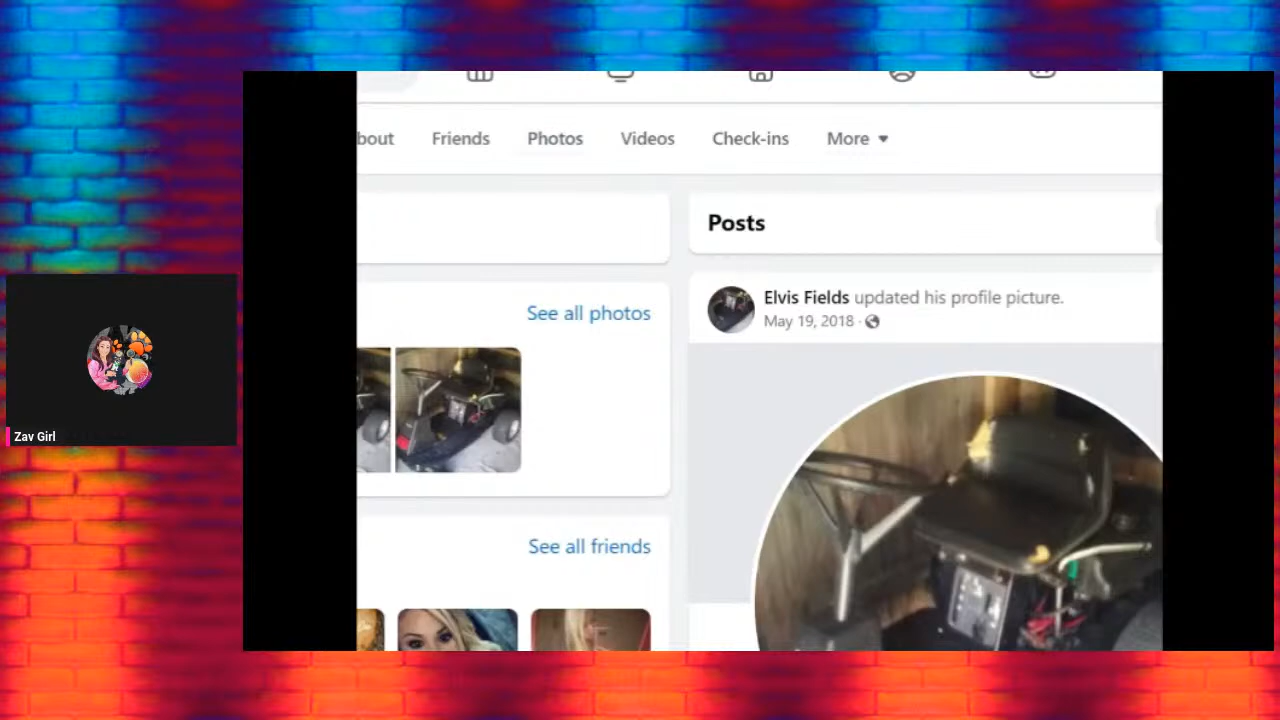 bout Friends Photos Videos Check-ins More
Posts
See all photos
Elvis Fields updated his profile picture.
May 19, 2018 ·
See all friends
Zav Girl